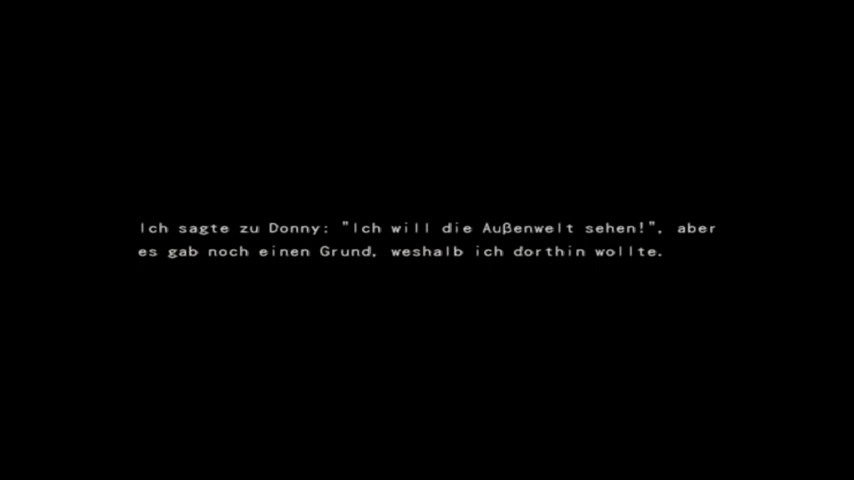 Ich sagte zu Donny: "Ich will die Außenwelt sehen!", aber
es gab noch einen Grund, weshalb ich dorthin wollte.